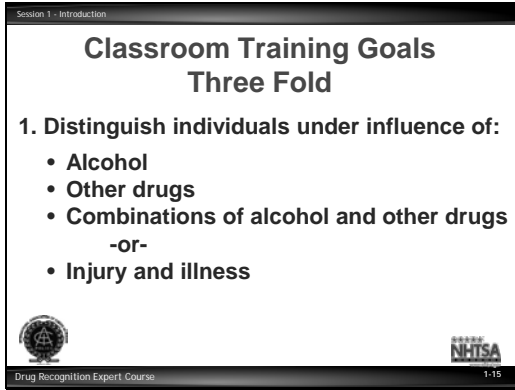 Session 1 - Introduction
Classroom Training Goals
Three Fold
1. Distinguish individuals under influence of:
• Alcohol
• Other drugs
• Combinations of alcohol and other drugs
-or-
• Injury and illness
NHTSA
Drug Recognition Expert Course
1-15